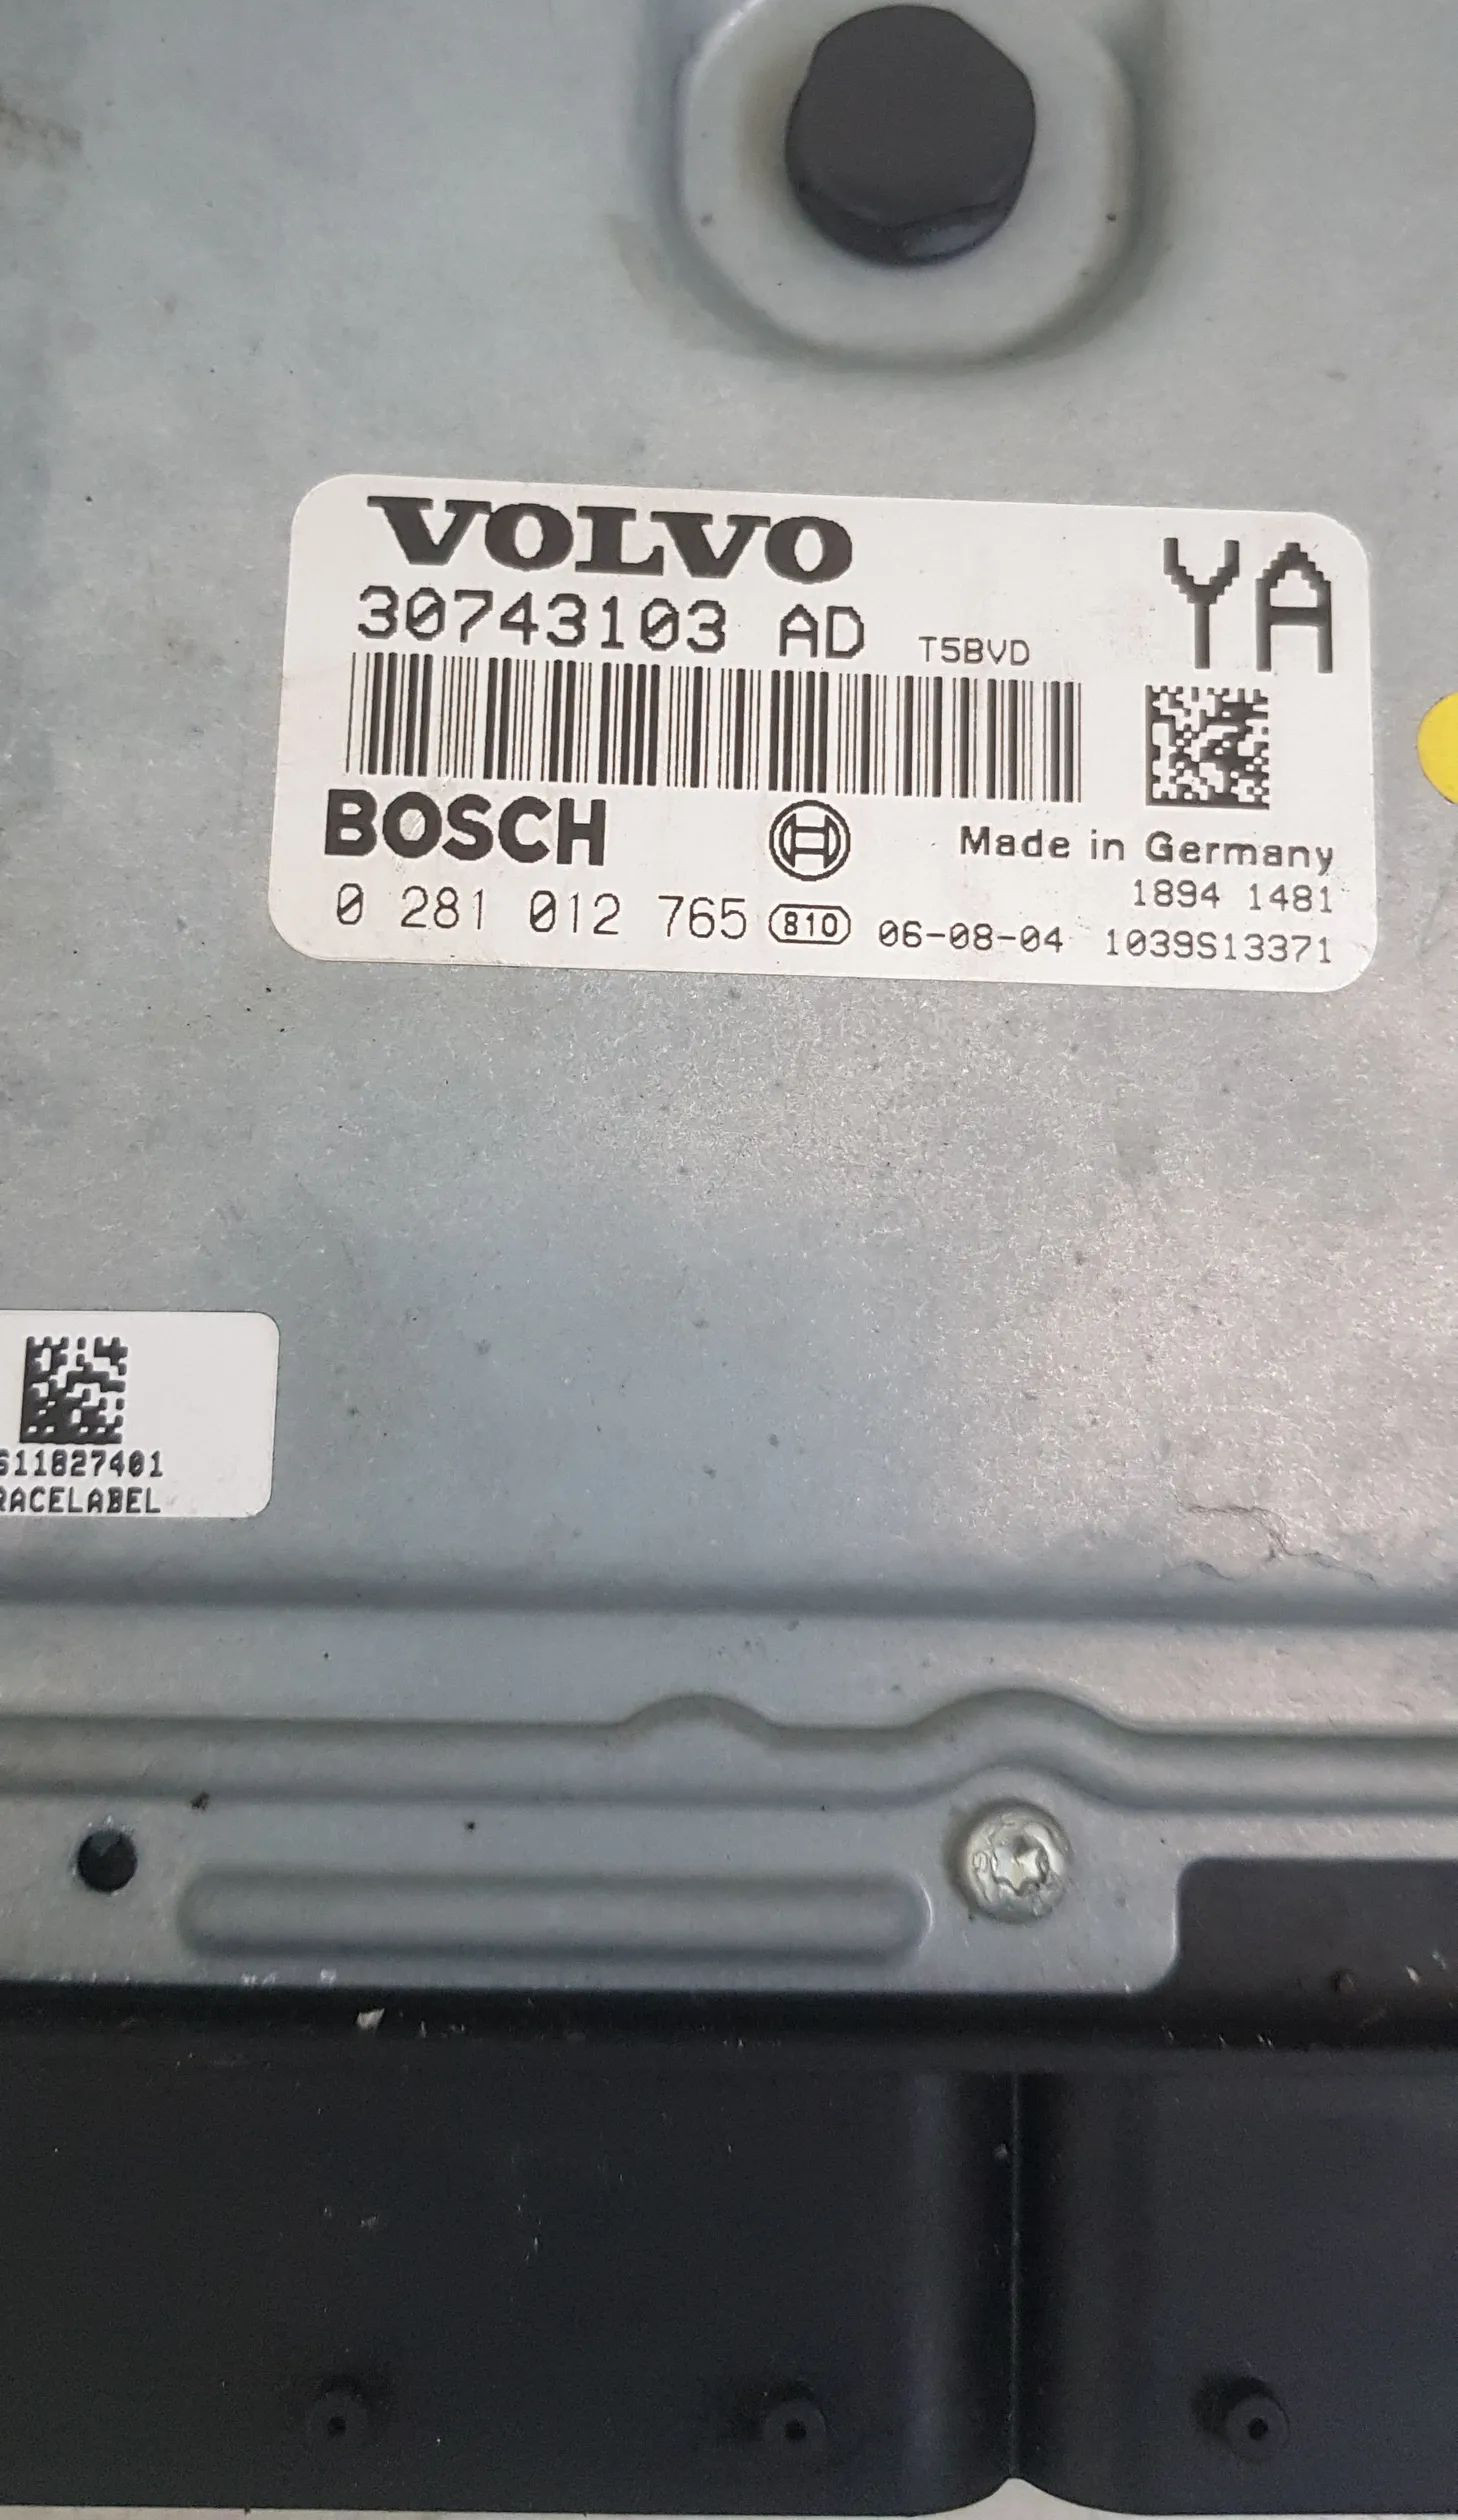 VOLVO
30743103 AD T5BVD YA
BOSCH
Made in Germany
1894 1481
0 281 012 765 810 06-08-04 1039S13371
611827401
RACELABEL